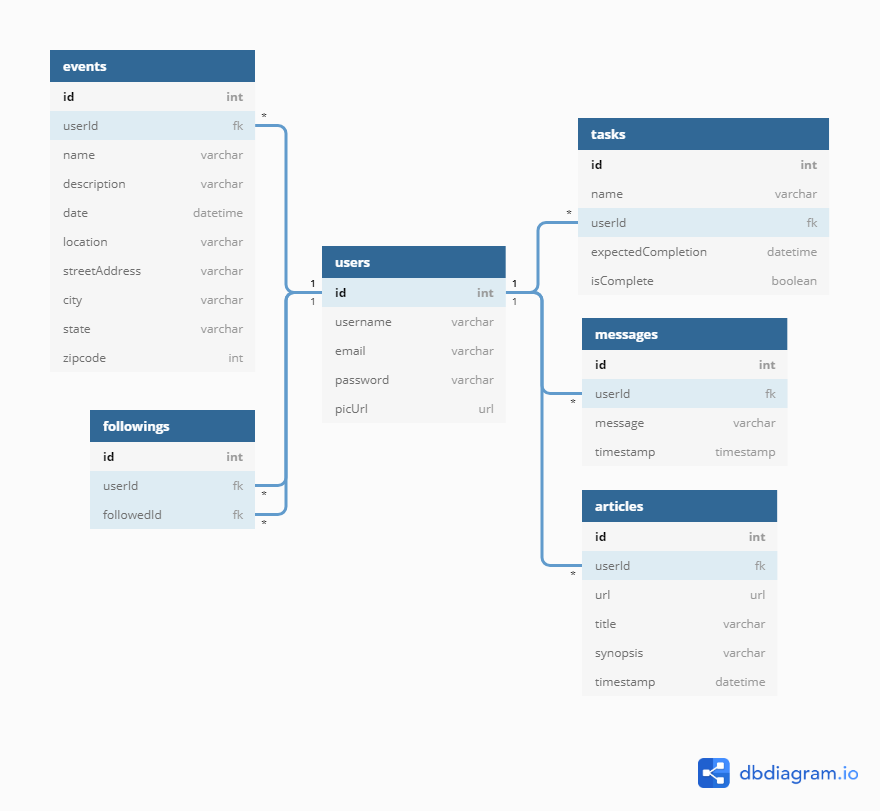 events
id int
userId fk
name varchar
description varchar
date datetime
location varchar
streetAddress varchar
city varchar
state varchar
zipcode int
*
followings
id int
userId fk
followedId fk
*
*
users
id int
username varchar
email varchar
password varchar
picUrl url
1
1
1
1
tasks
id int
name varchar
userId fk
expectedCompletion datetime
isComplete boolean
*
messages
id int
userId fk
message varchar
timestamp timestamp
*
articles
id int
userId fk
url url
title varchar
synopsis varchar
timestamp datetime
*
dbdiagram.io